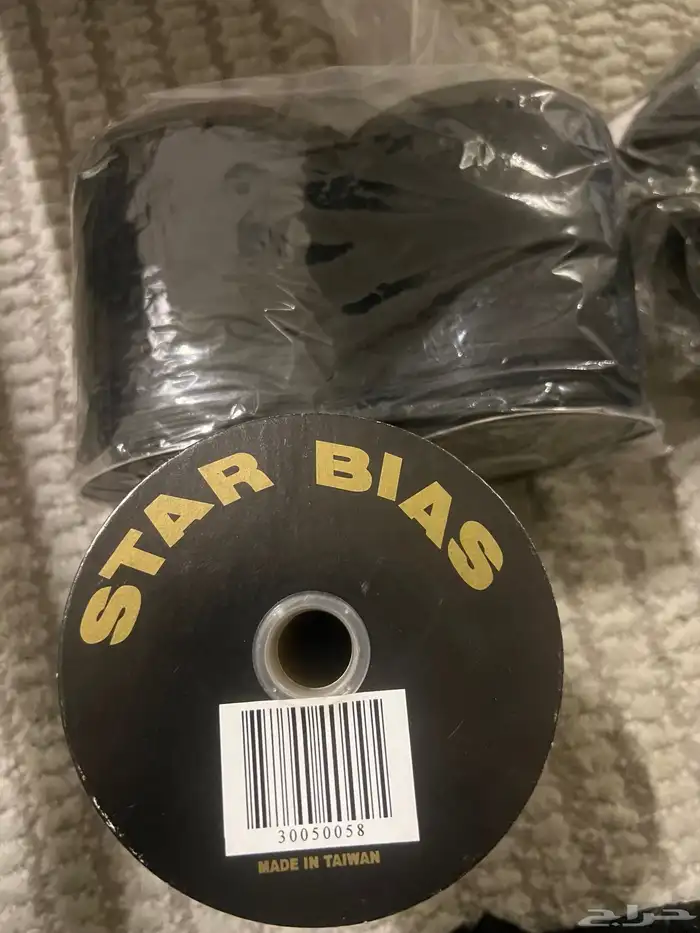 STAR BIAS
30050058
MADE IN TAIWAN
حراج